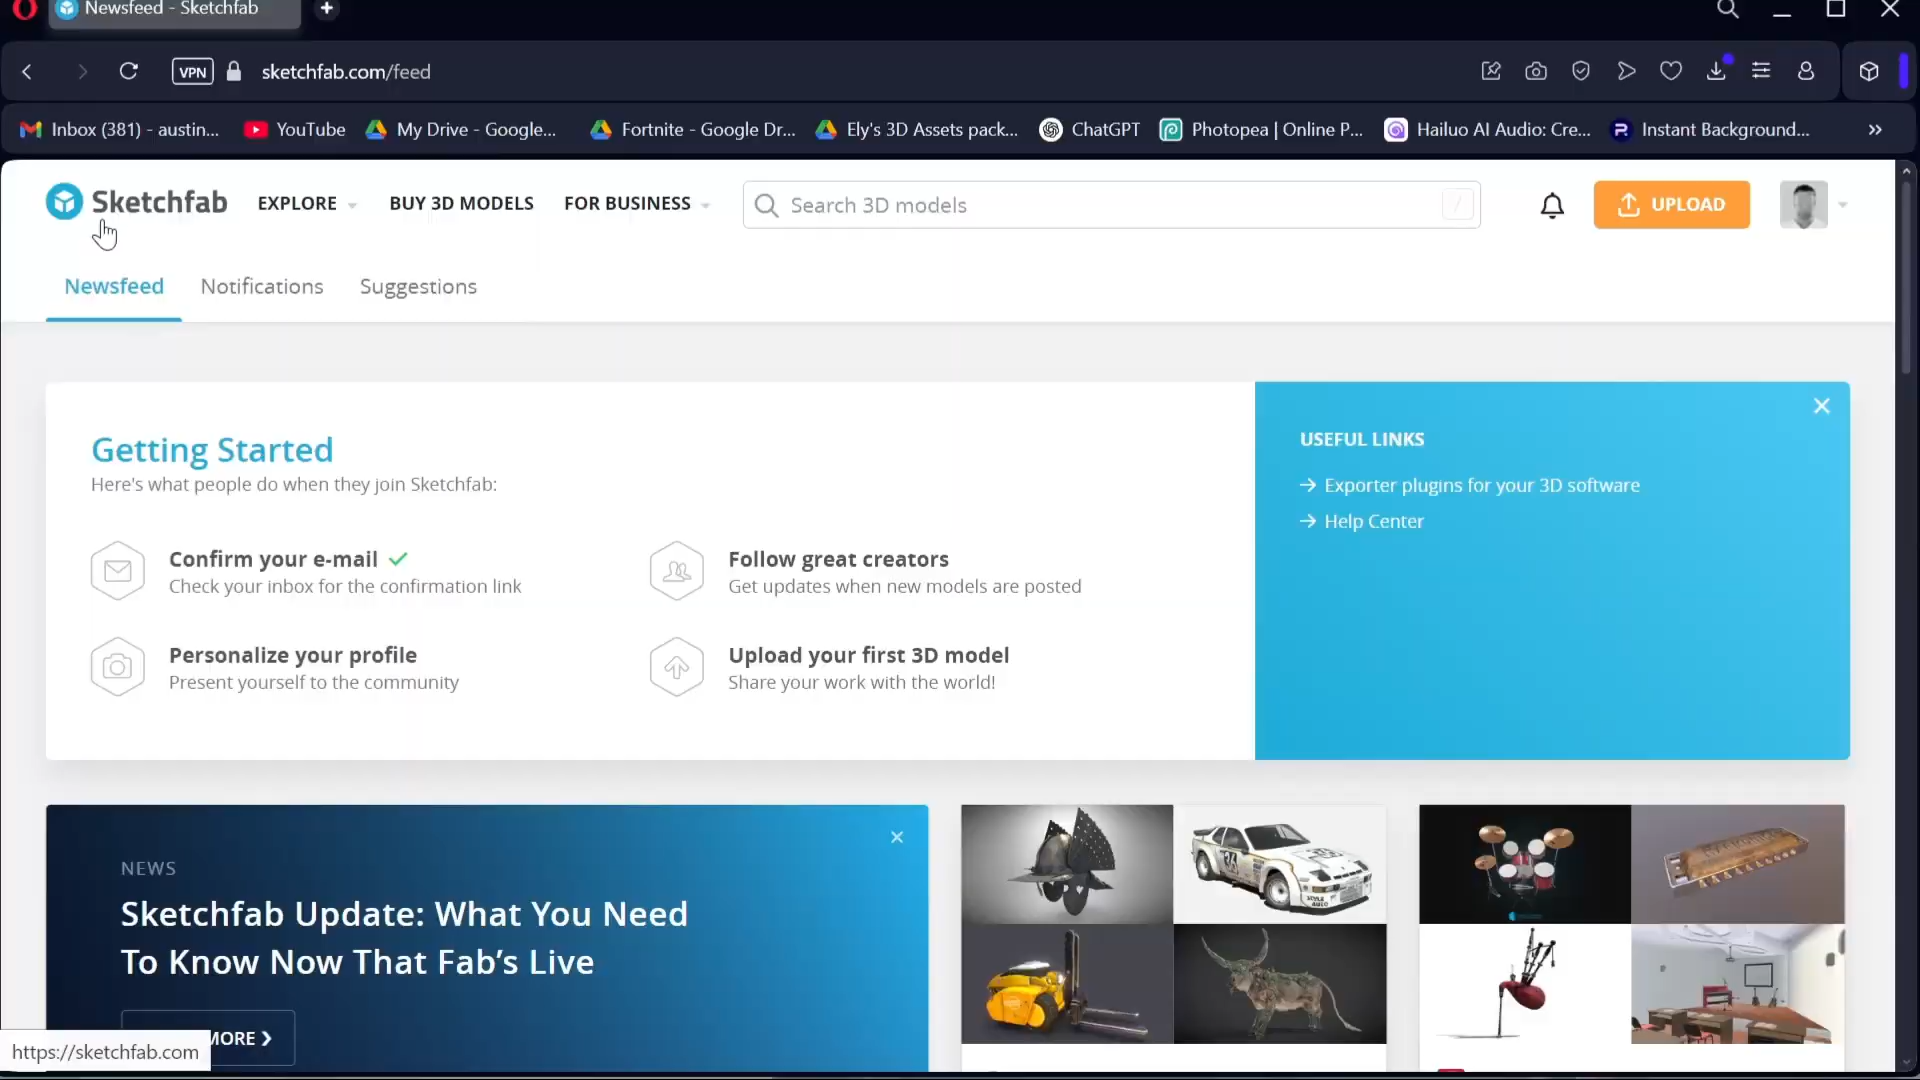 Newsfeed - Sketchfab
VPN
sketchfab.com/feed
Inbox (381) - austin...
YouTube
My Drive - Google...
Fortnite - Google Dr...
Ely's 3D Assets pack...
ChatGPT
Photopea | Online P...
Hailuo AI Audio: Cre...
Instant Background...
Sketchfab
EXPLORE
BUY 3D MODELS
FOR BUSINESS
Search 3D models
/
UPLOAD
Newsfeed
Notifications
Suggestions
Getting Started
Here's what people do when they join Sketchfab:
Confirm your e-mail
Check your inbox for the confirmation link
Follow great creators
Get updates when new models are posted
Personalize your profile
Present yourself to the community
Upload your first 3D model
Share your work with the world!
USEFUL LINKS
→ Exporter plugins for your 3D software
→ Help Center
NEWS
Sketchfab Update: What You Need
To Know Now That Fab’s Live
MORE ❯
https://sketchfab.com